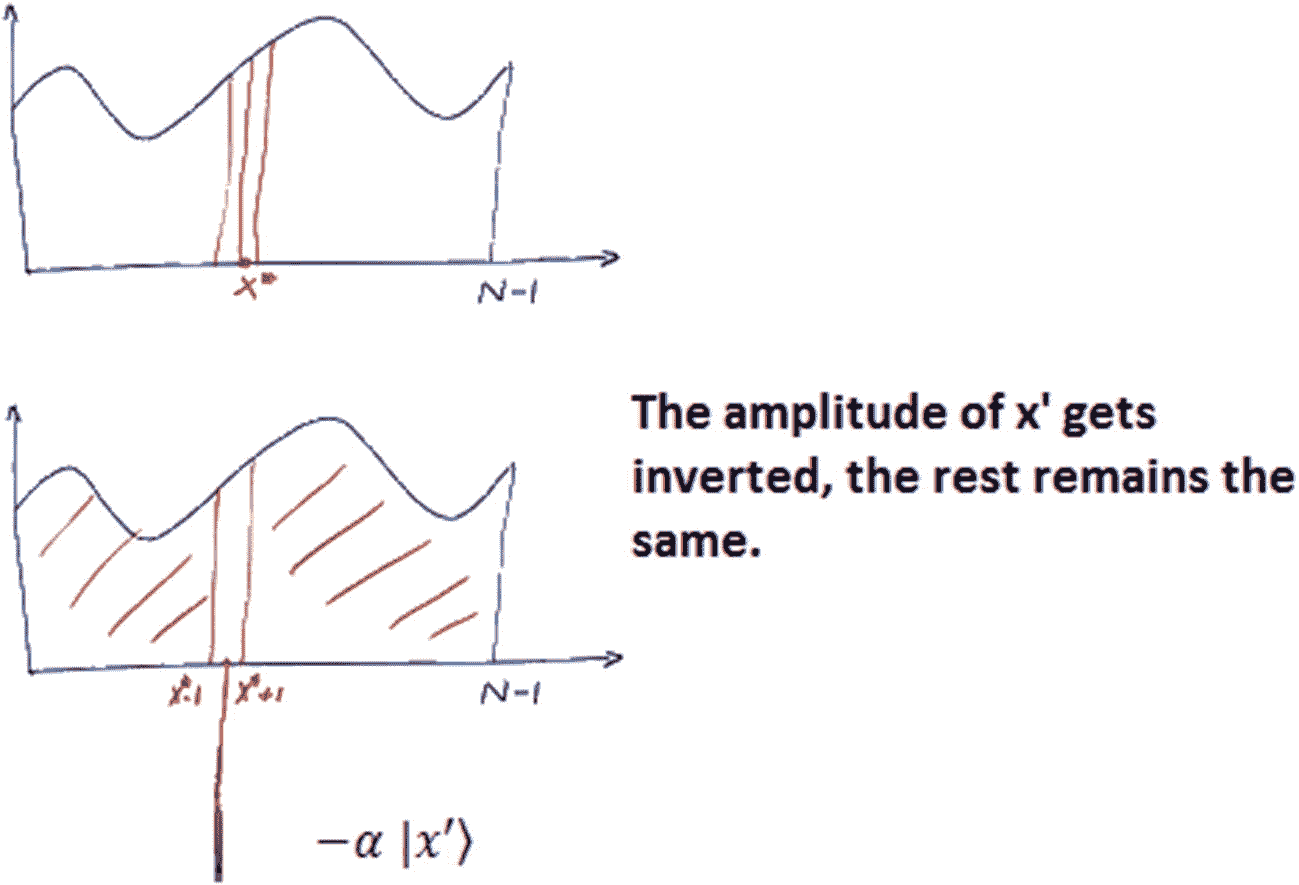 x*
N-1
The amplitude of x' gets
inverted, the rest remains the
same.
x*-1 x*+1
N-1
−α |x′⟩